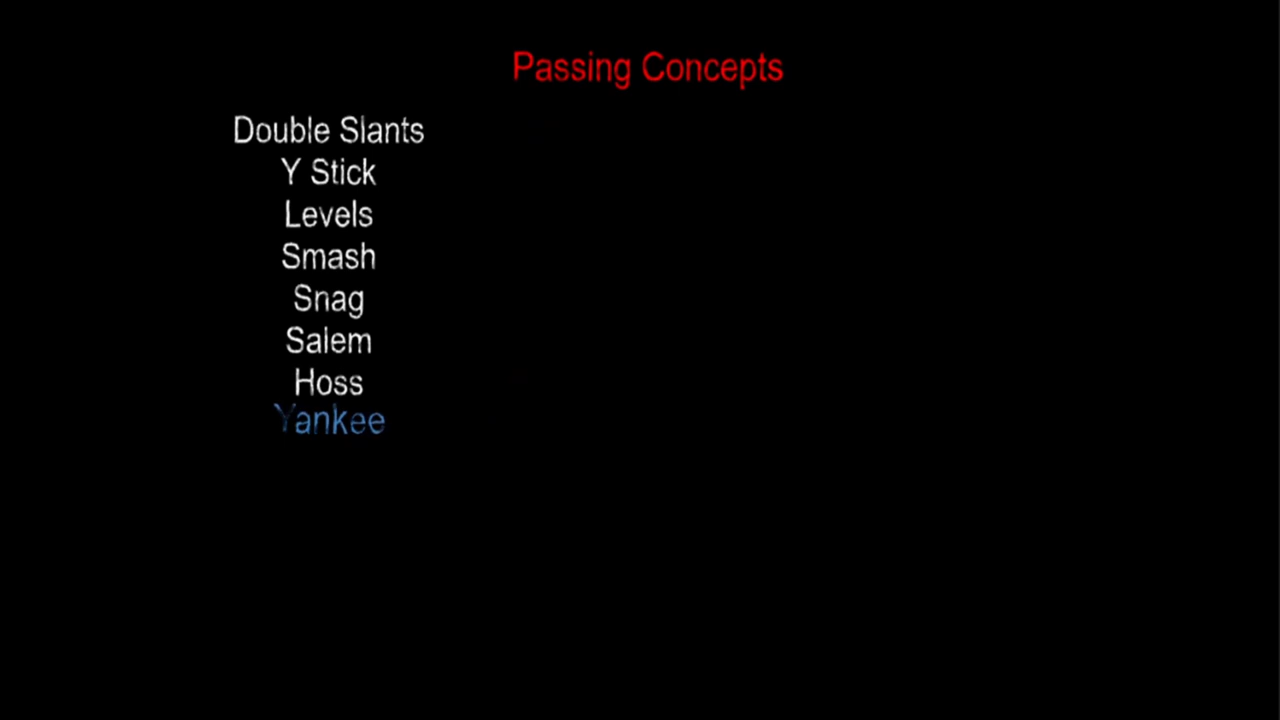 Passing Concepts
Double Slants
Y Stick
Levels
Smash
Snag
Salem
Hoss
Yankee